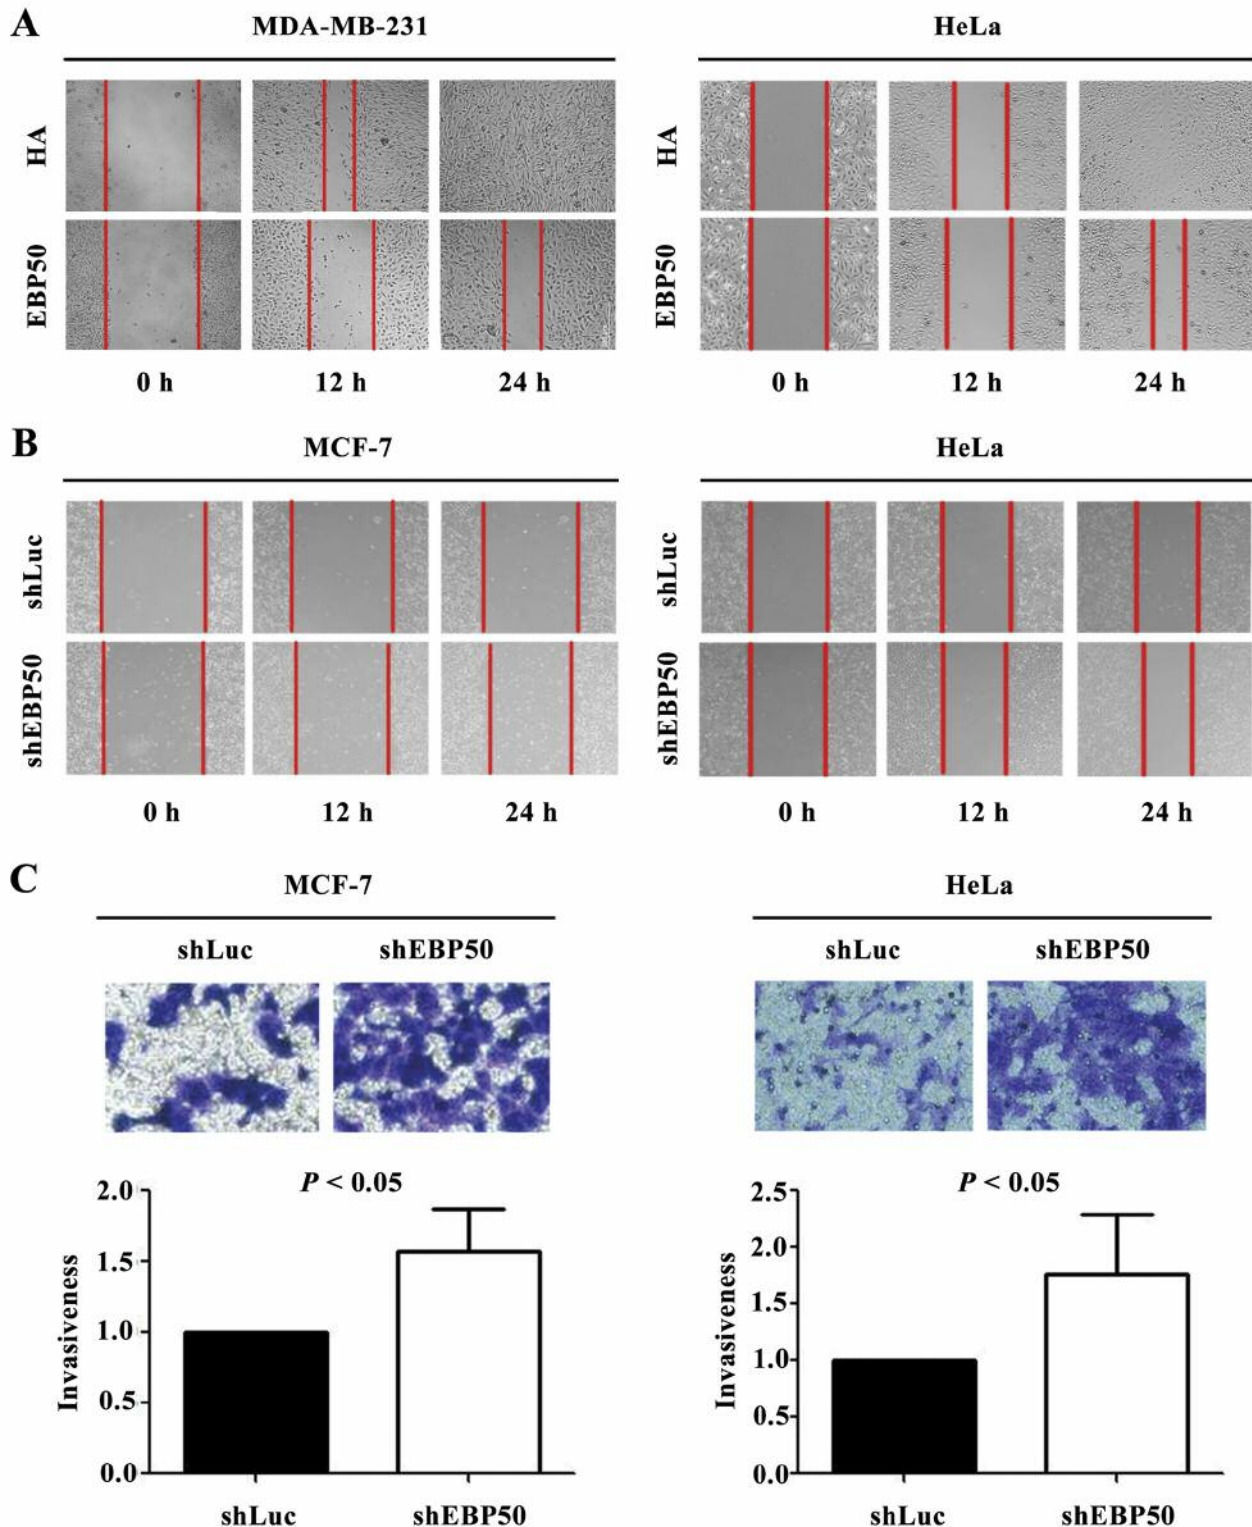 A
MDA-MB-231
HeLa
HA
HA
EBP50
EBP50
0 h
12 h
24 h
0 h
12 h
24 h
B
MCF-7
HeLa
shLuc
shLuc
shEBP50
shEBP50
0 h
12 h
24 h
0 h
12 h
24 h
C
MCF-7
HeLa
shLuc
shEBP50
shLuc
shEBP50
P < 0.05
2.0
1.5
1.0
0.5
0.0
Invasiveness
shLuc
shEBP50
P < 0.05
2.5
2.0
1.5
1.0
0.5
0.0
Invasiveness
shLuc
shEBP50